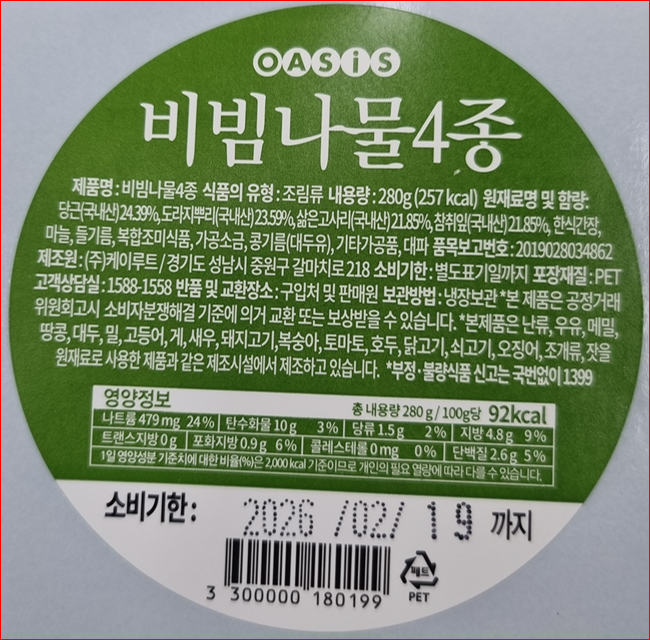 OASIS
비빔나물4종
제품명 : 비빔나물4종 식품의 유형 : 조림류 내용량 : 280g (257 kcal) 원재료명 및 함량:
당근(국내산)24.39%, 도라지뿌리(국내산)23.59%, 삶은고사리(국내산)21.85%, 참취잎(국내산)21.85%, 한식간장,
마늘, 들기름, 복합조미식품, 가공소금, 콩기름(대두유), 기타가공품, 대파 품목보고번호 : 2019028034862
제조원 : (주)케이루트 / 경기도 성남시 중원구 갈마치로 218 소비기한 : 별도표기일까지 포장재질 : PET
고객상담실 : 1588-1558 반품 및 교환장소 : 구입처 및 판매원 보관방법 : 냉장보관 *본 제품은 공정거래
위원회고시 소비자분쟁해결 기준에 의거 교환 또는 보상받을 수 있습니다. *본제품은 난류, 우유, 메밀,
땅콩, 대두, 밀, 고등어, 게, 새우, 돼지고기, 복숭아, 토마토, 호두, 닭고기, 쇠고기, 오징어, 조개류, 잣을
원재료로 사용한 제품과 같은 제조시설에서 제조하고 있습니다. *부정·불량식품 신고는 국번없이 1399
영양정보 총 내용량 280 g / 100g당 92kcal
나트륨 479 mg 24 % 탄수화물 10 g 3 % 당류 1.5 g 2 % 지방 4.8 g 9 %
트랜스지방 0 g 포화지방 0.9 g 6 % 콜레스테롤 0 mg 0 % 단백질 2.6 g 5 %
1일 영양성분 기준치에 대한 비율(%)은 2,000 kcal 기준이므로 개인의 필요 열량에 따라 다를 수 있습니다.
소비기한 : 2026 /02/ 19 까지
페트
PET
3 300000 180199